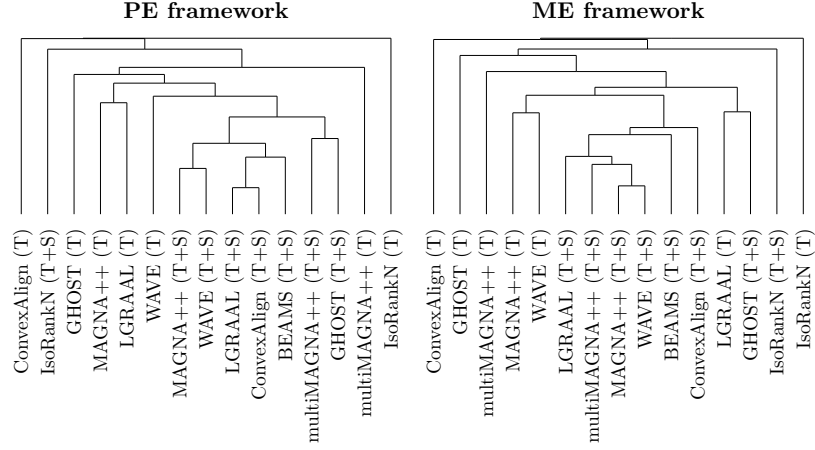 PE framework
ConvexAlign (T)
IsoRankN (T+S)
GHOST (T)
MAGNA++ (T)
LGRAAL (T)
WAVE (T)
MAGNA++ (T+S)
WAVE (T+S)
LGRAAL (T+S)
ConvexAlign (T+S)
BEAMS (T+S)
multiMAGNA++ (T+S)
GHOST (T+S)
multiMAGNA++ (T)
IsoRankN (T)
ME framework
ConvexAlign (T)
GHOST (T)
multiMAGNA++ (T)
MAGNA++ (T)
WAVE (T)
LGRAAL (T+S)
multiMAGNA++ (T+S)
MAGNA++ (T+S)
WAVE (T+S)
BEAMS (T+S)
ConvexAlign (T+S)
LGRAAL (T)
GHOST (T+S)
IsoRankN (T+S)
IsoRankN (T)